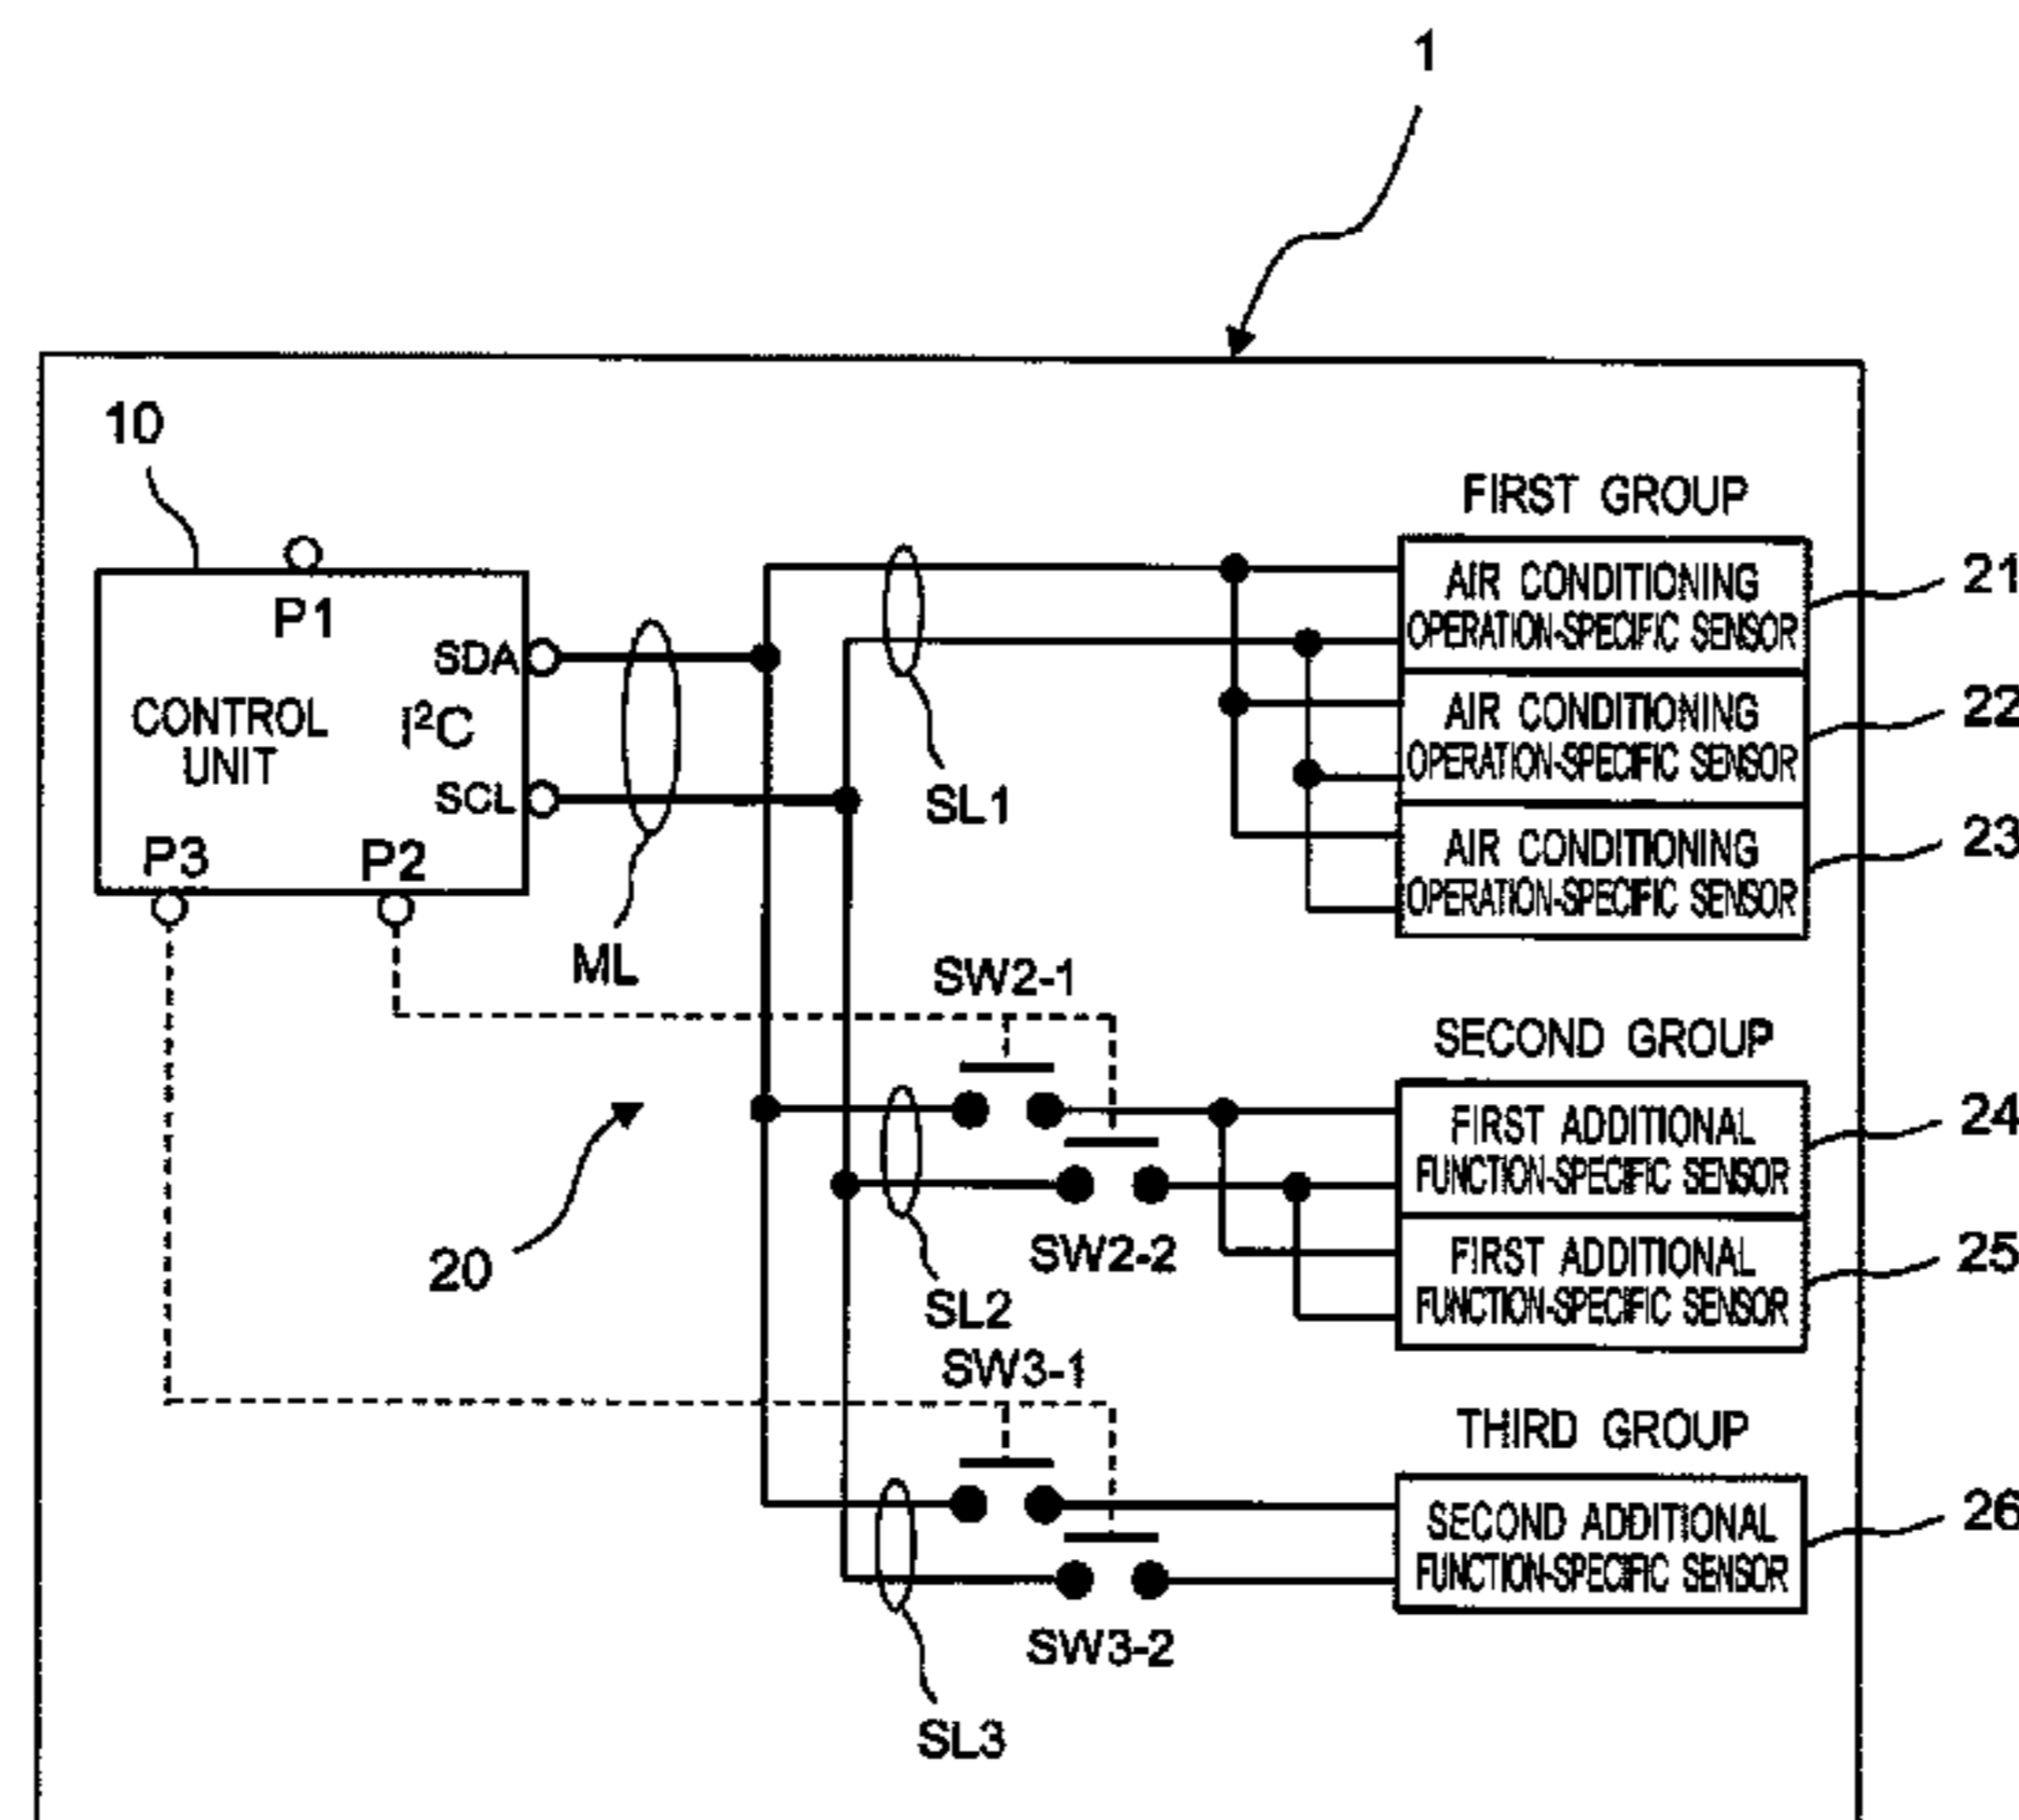 1
10
P1
SDA
CONTROL
UNIT
I²C
SCL
P3
P2
ML
SL1
FIRST GROUP
AIR CONDITIONING
OPERATION-SPECIFIC SENSOR
21
AIR CONDITIONING
OPERATION-SPECIFIC SENSOR
22
AIR CONDITIONING
OPERATION-SPECIFIC SENSOR
23
SW2-1
SECOND GROUP
FIRST ADDITIONAL
FUNCTION-SPECIFIC SENSOR
24
FIRST ADDITIONAL
FUNCTION-SPECIFIC SENSOR
25
20
SW2-2
SL2
SW3-1
THIRD GROUP
SECOND ADDITIONAL
FUNCTION-SPECIFIC SENSOR
26
SW3-2
SL3